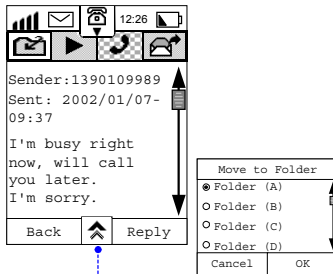 12:26
Sender:1390109989
Sent: 2002/01/07-
09:37
I'm busy right
now, will call
you later.
I'm sorry.
Back
Reply
Move to Folder
Folder (A)
Folder (B)
Folder (C)
Folder (D)
Cancel
OK